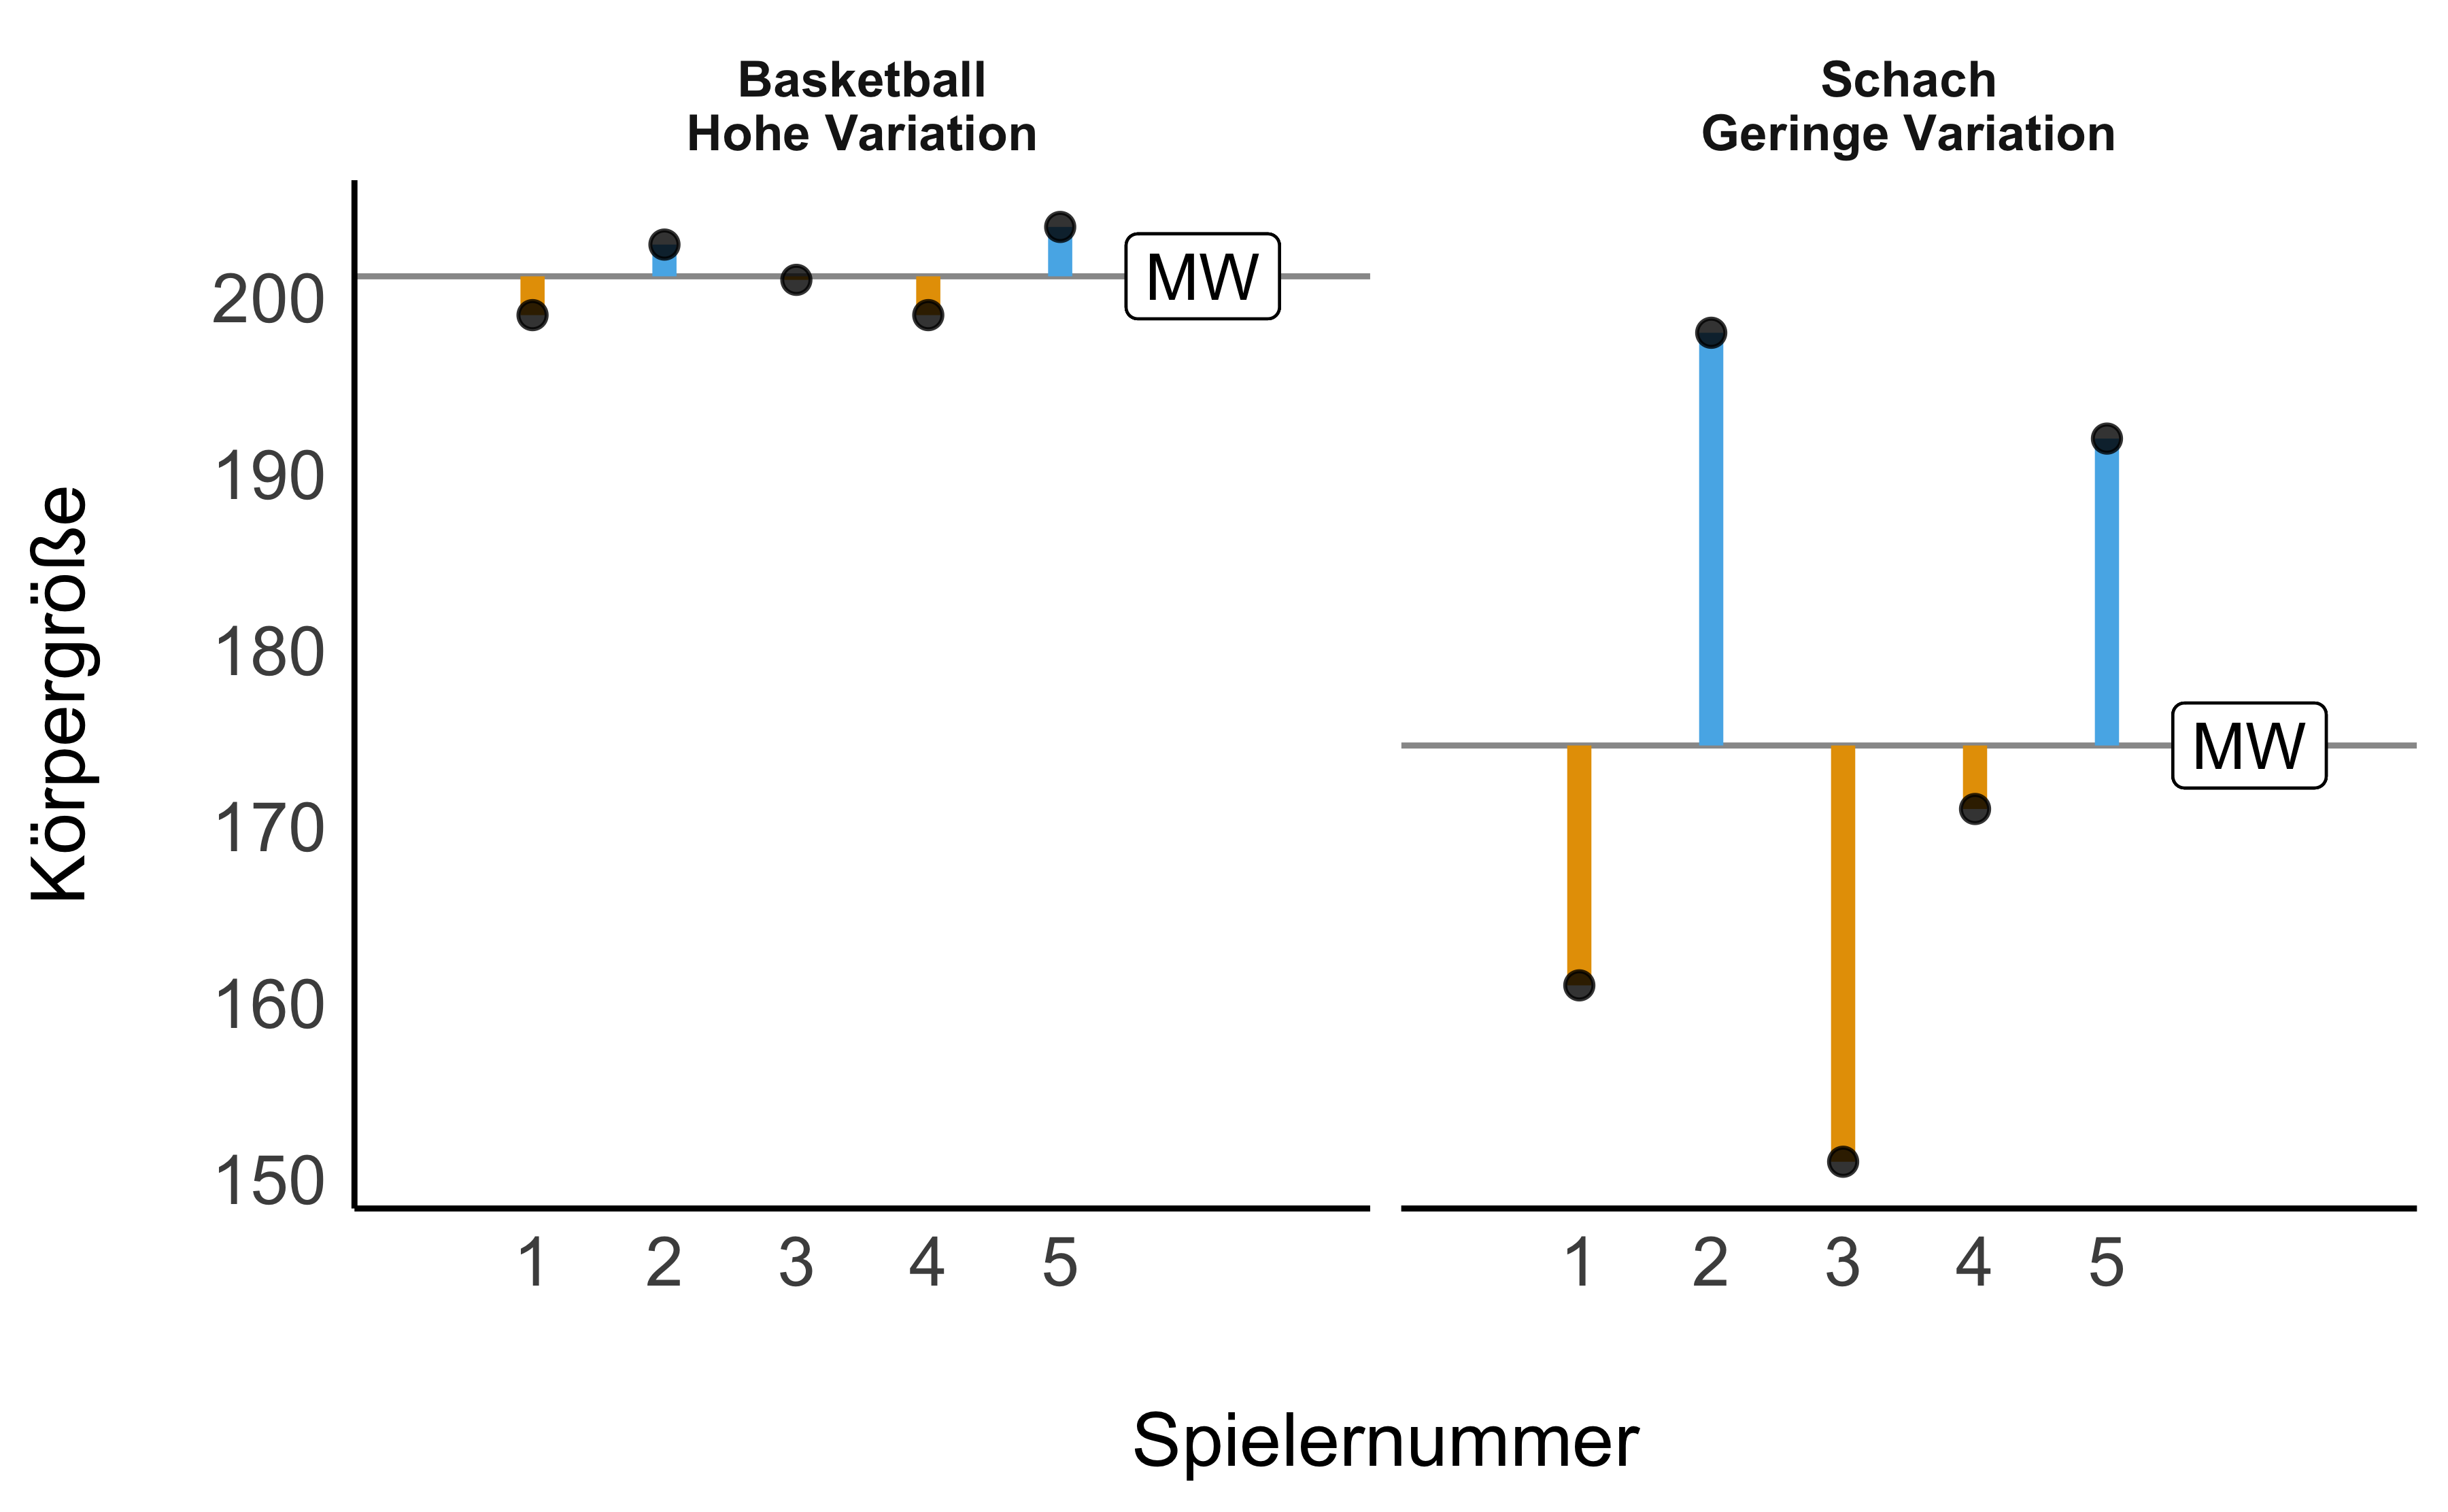 Basketball
Hohe Variation
Schach
Geringe Variation
Körpergröße
200
190
180
170
160
150
MW
MW
1 2 3 4 5
1 2 3 4 5
Spielernummer